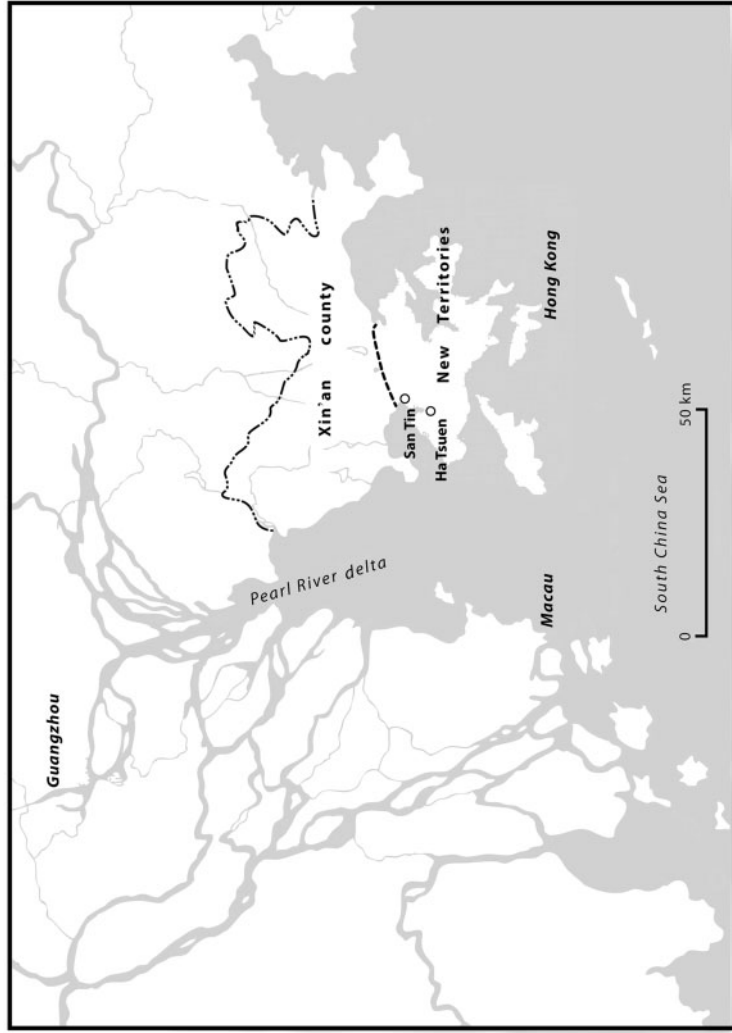 Guangzhou
Xin'an county
Pearl River delta
San Tin
Ha Tsuen
New Territories
Hong Kong
Macau
South China Sea
0 50 km